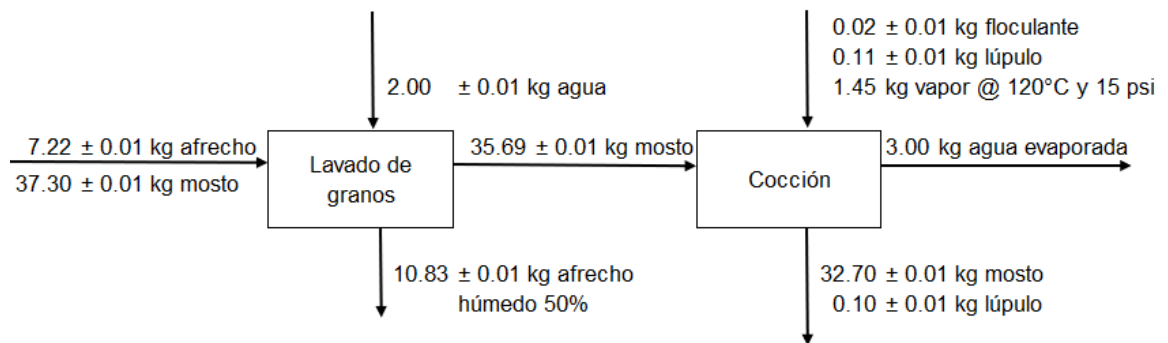 0.02 ± 0.01 kg floculante
0.11 ± 0.01 kg lúpulo
1.45 kg vapor @ 120°C y 15 psi
2.00 ± 0.01 kg agua
7.22 ± 0.01 kg afrecho
37.30 ± 0.01 kg mosto
Lavado de
granos
35.69 ± 0.01 kg mosto
Cocción
3.00 kg agua evaporada
10.83 ± 0.01 kg afrecho
húmedo 50%
32.70 ± 0.01 kg mosto
0.10 ± 0.01 kg lúpulo